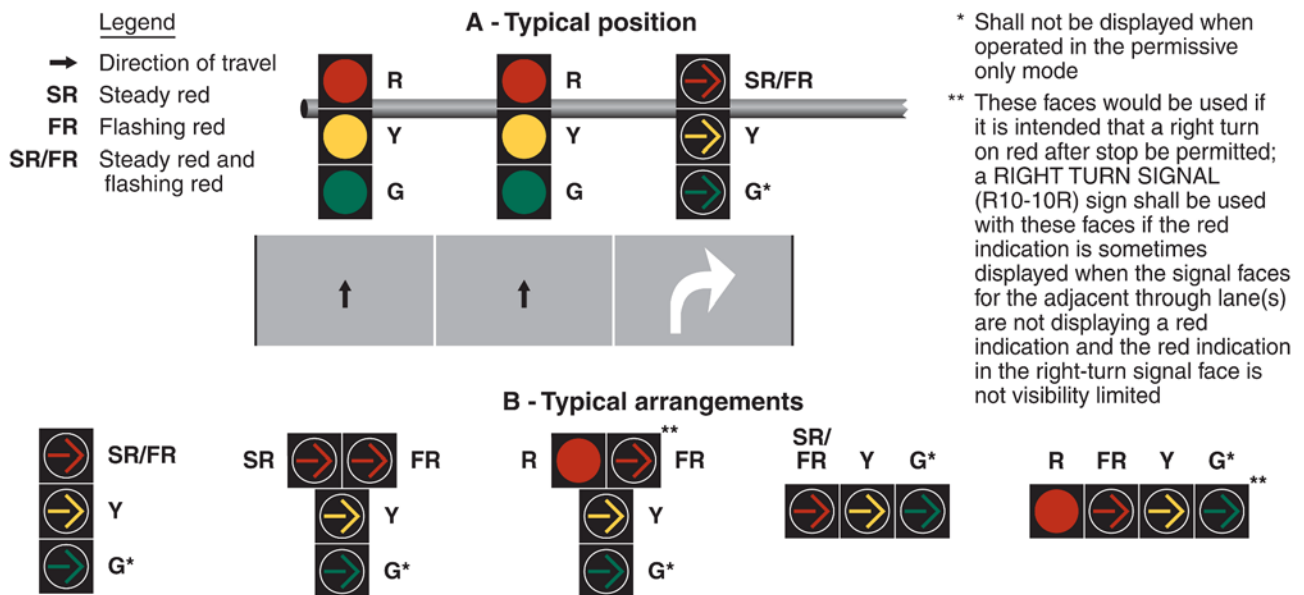 Legend
→ Direction of travel
SR Steady red
FR Flashing red
SR/FR Steady red and
flashing red
A - Typical position
R
R
SR/FR
Y
Y
Y
G
G
G*
* Shall not be displayed when
operated in the permissive
only mode
** These faces would be used if
it is intended that a right turn
on red after stop be permitted;
a RIGHT TURN SIGNAL
(R10-10R) sign shall be used
with these faces if the red
indication is sometimes
displayed when the signal faces
for the adjacent through lane(s)
are not displaying a red
indication and the red indication
in the right-turn signal face is
not visibility limited
B - Typical arrangements
SR/FR
Y
G*
SR
FR
Y
G*
R
**
FR
Y
G*
SR/
FR Y G*
R FR Y G*
**